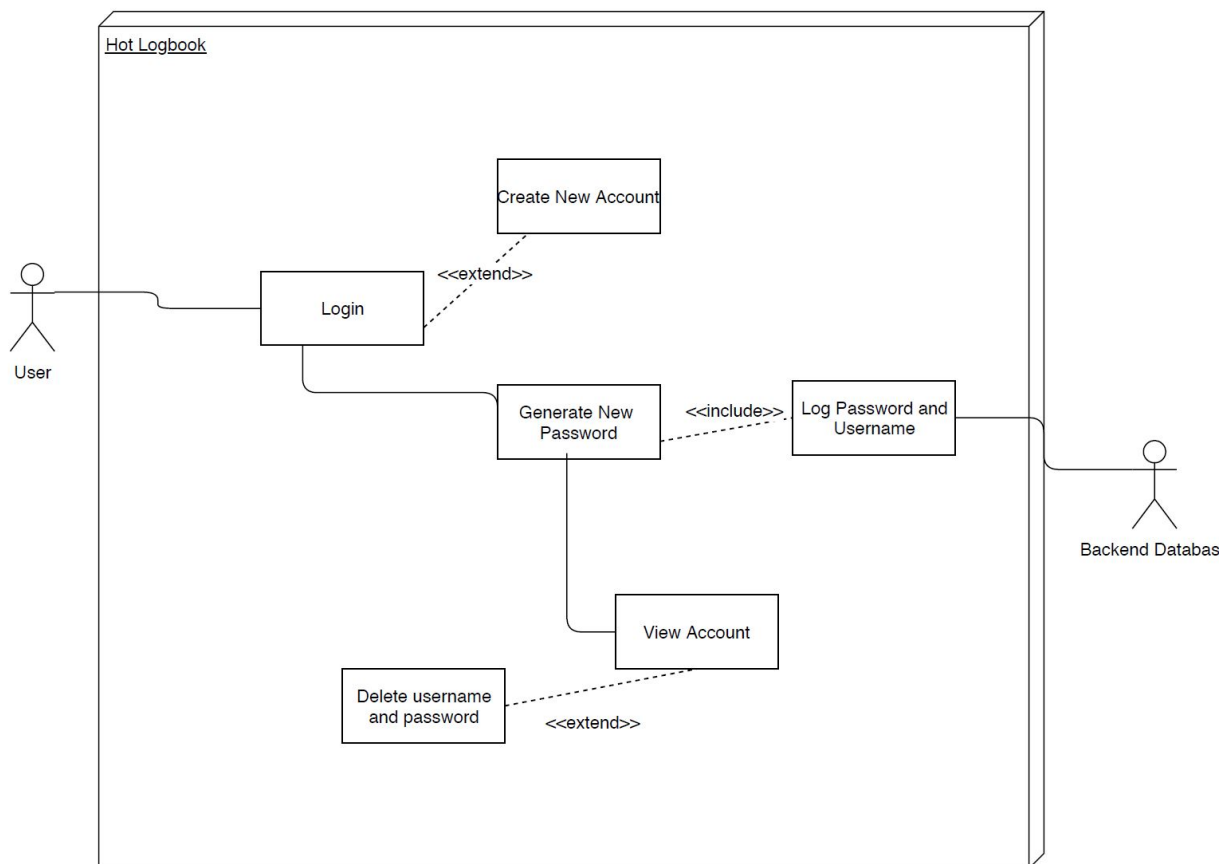 Hot Logbook
Create New Account
<<extend>>
Login
User
Generate New
Password
<<include>>
Log Password and
Username
Backend Databas
View Account
Delete username
and password
<<extend>>